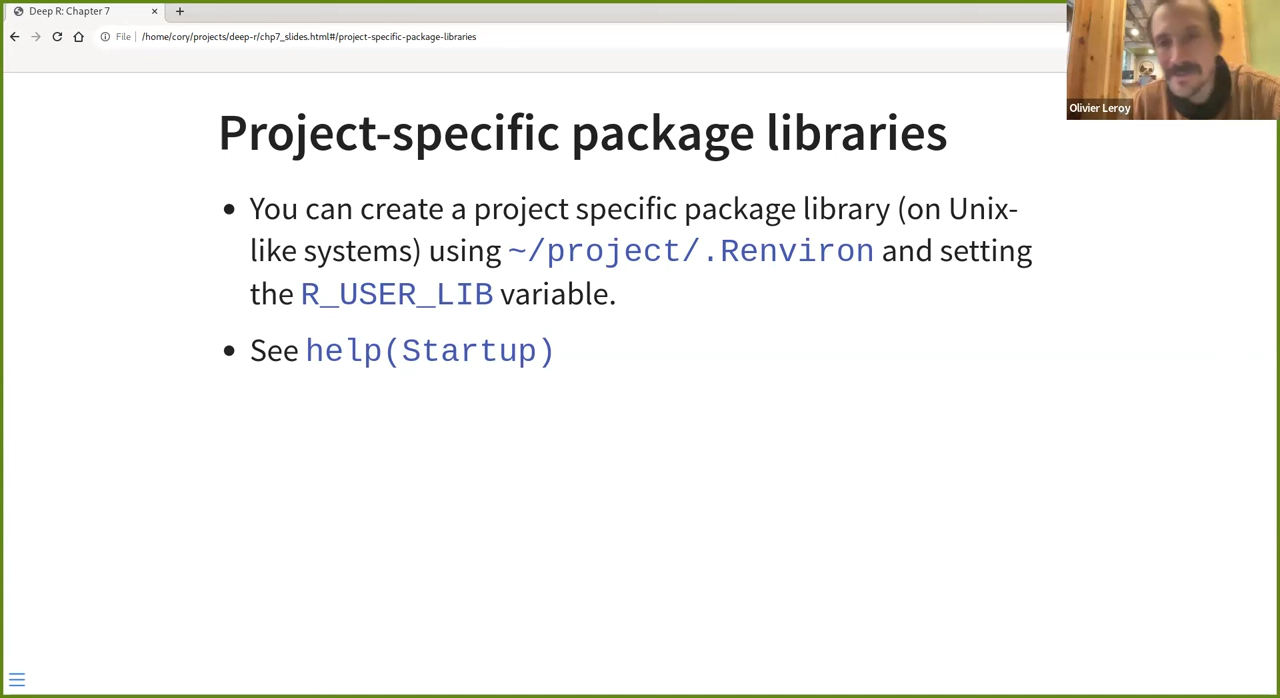 Deep R: Chapter 7
File
/home/cory/projects/deep-r/chp7_slides.html#/project-specific-package-libraries
Olivier Leroy
Project-specific package libraries
• You can create a project specific package library (on Unix-
like systems) using ~/project/.Renviron and setting
the R_USER_LIB variable.
• See help(Startup)